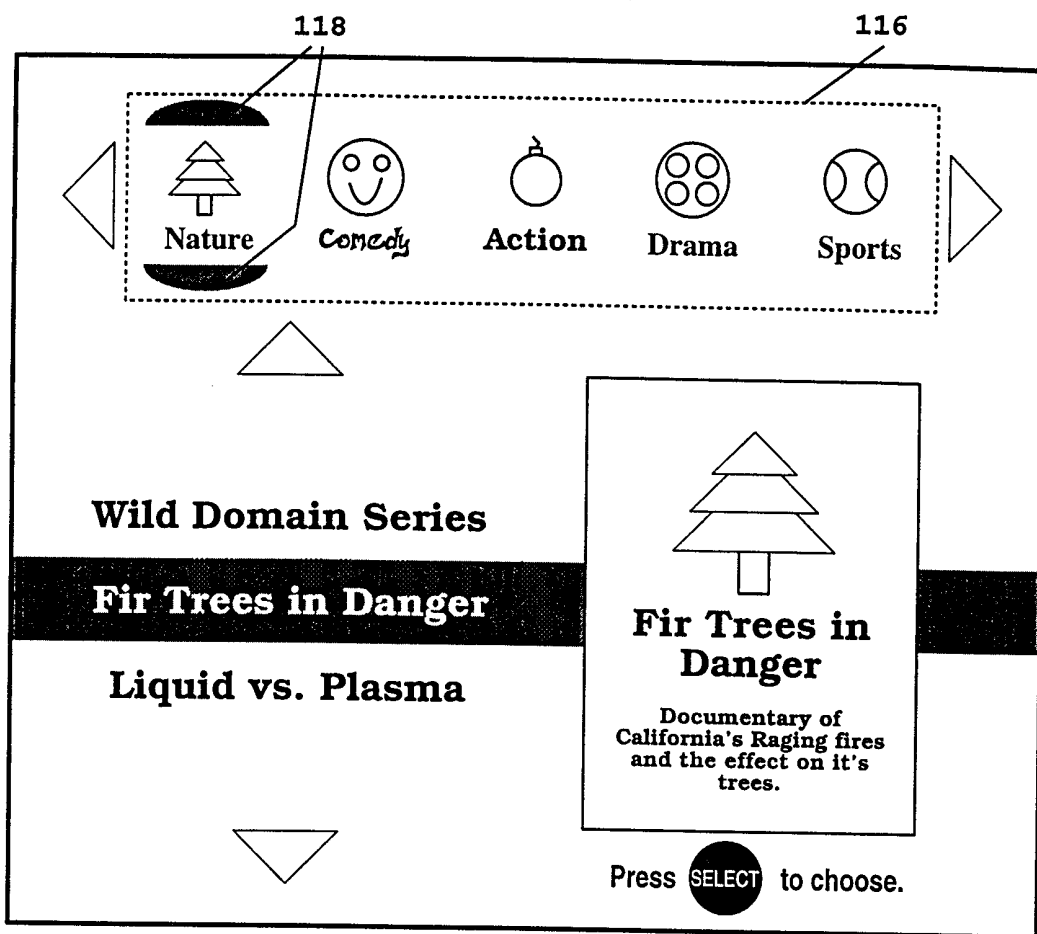 118
116
Nature
Comedy
Action
Drama
Sports
Wild Domain Series
Fir Trees in Danger
Liquid vs. Plasma
Fir Trees in
Danger
Documentary of
California's Raging fires
and the effect on it's
trees.
Press SELECT to choose.